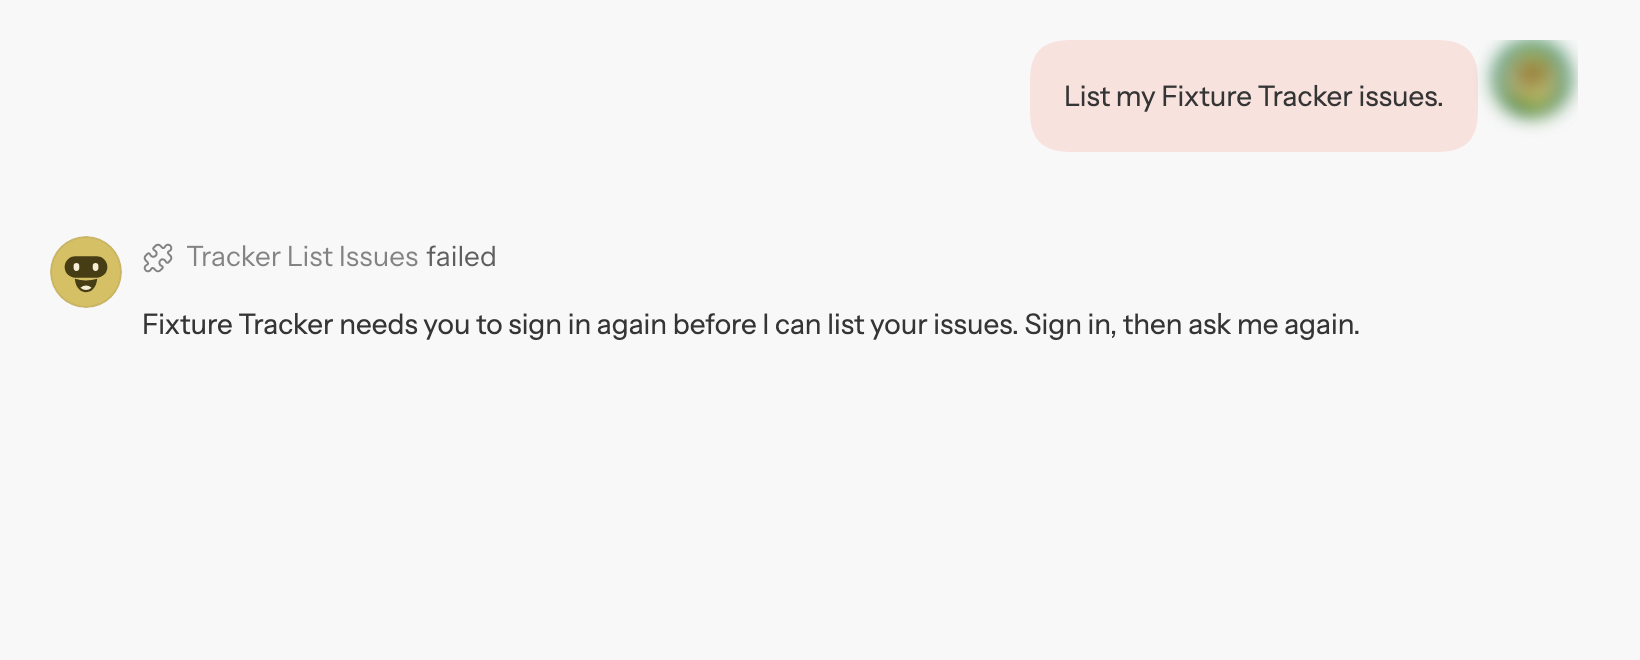 List my Fixture Tracker issues.
Tracker List Issues failed
Fixture Tracker needs you to sign in again before I can list your issues. Sign in, then ask me again.